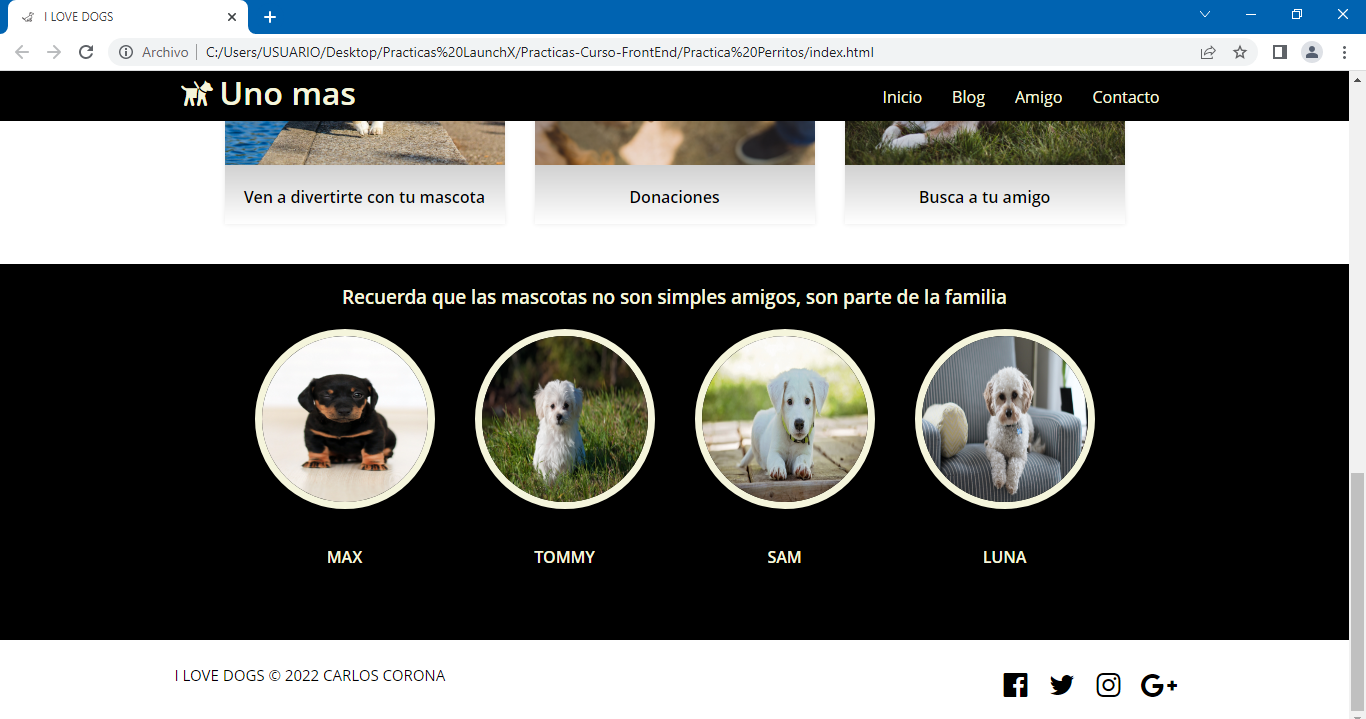 I LOVE DOGS
Archivo | C:/Users/USUARIO/Desktop/Practicas%20LaunchX/Practicas-Curso-FrontEnd/Practica%20Perritos/index.html
Uno mas
Inicio Blog Amigo Contacto
Ven a divertirte con tu mascota
Donaciones
Busca a tu amigo
Recuerda que las mascotas no son simples amigos, son parte de la familia
MAX
TOMMY
SAM
LUNA
I LOVE DOGS © 2022 CARLOS CORONA
G+